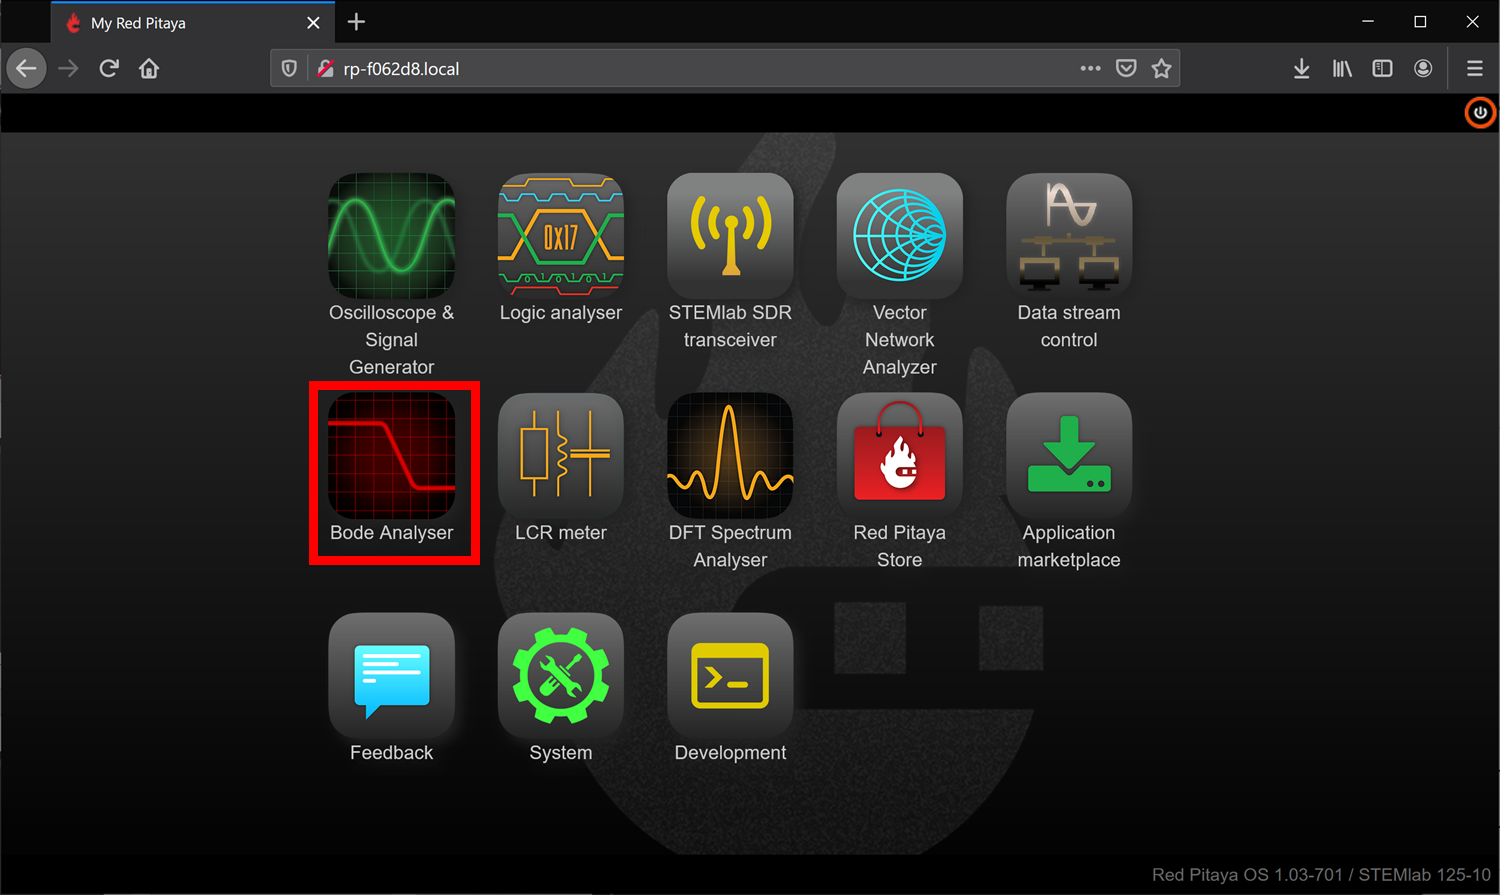 My Red Pitaya
rp-f062d8.local
0x17
010101
Oscilloscope &
Signal
Generator
Logic analyser
STEMlab SDR
transceiver
Vector
Network
Analyzer
Data stream
control
Bode Analyser
LCR meter
DFT Spectrum
Analyser
Red Pitaya
Store
Application
marketplace
Feedback
System
Development
Red Pitaya OS 1.03-701 / STEMlab 125-10